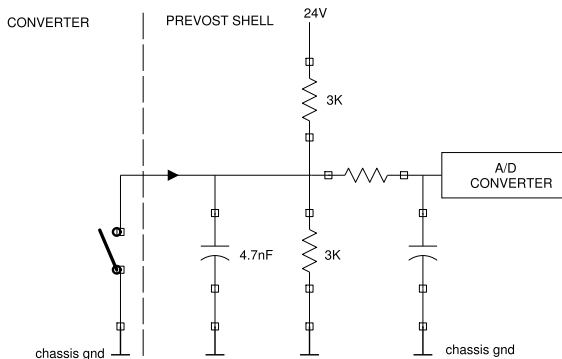 CONVERTER
PREVOST SHELL
24V
3K
A/D
CONVERTER
4.7nF
3K
chassis gnd
chassis gnd